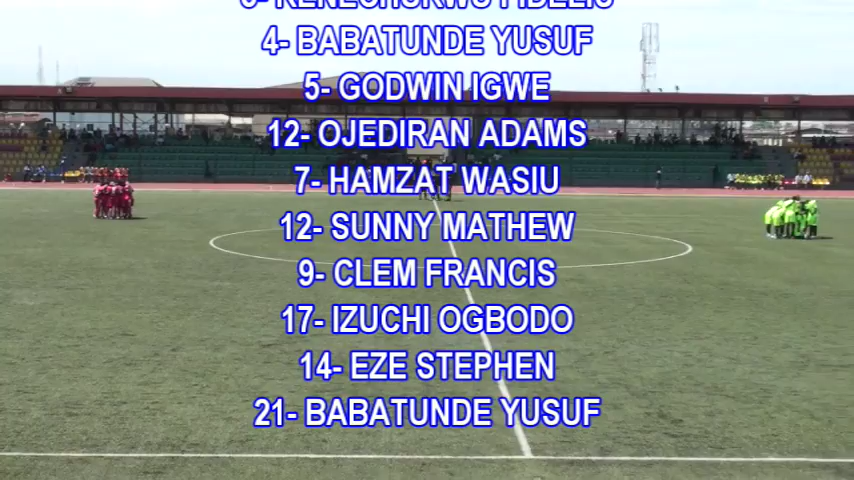 4- BABATUNDE YUSUF
5- GODWIN IGWE
12- OJEDIRAN ADAMS
7- HAMZAT WASIU
12- SUNNY MATHEW
9- CLEM FRANCIS
17- IZUCHI OGBODO
14- EZE STEPHEN
21- BABATUNDE YUSUF